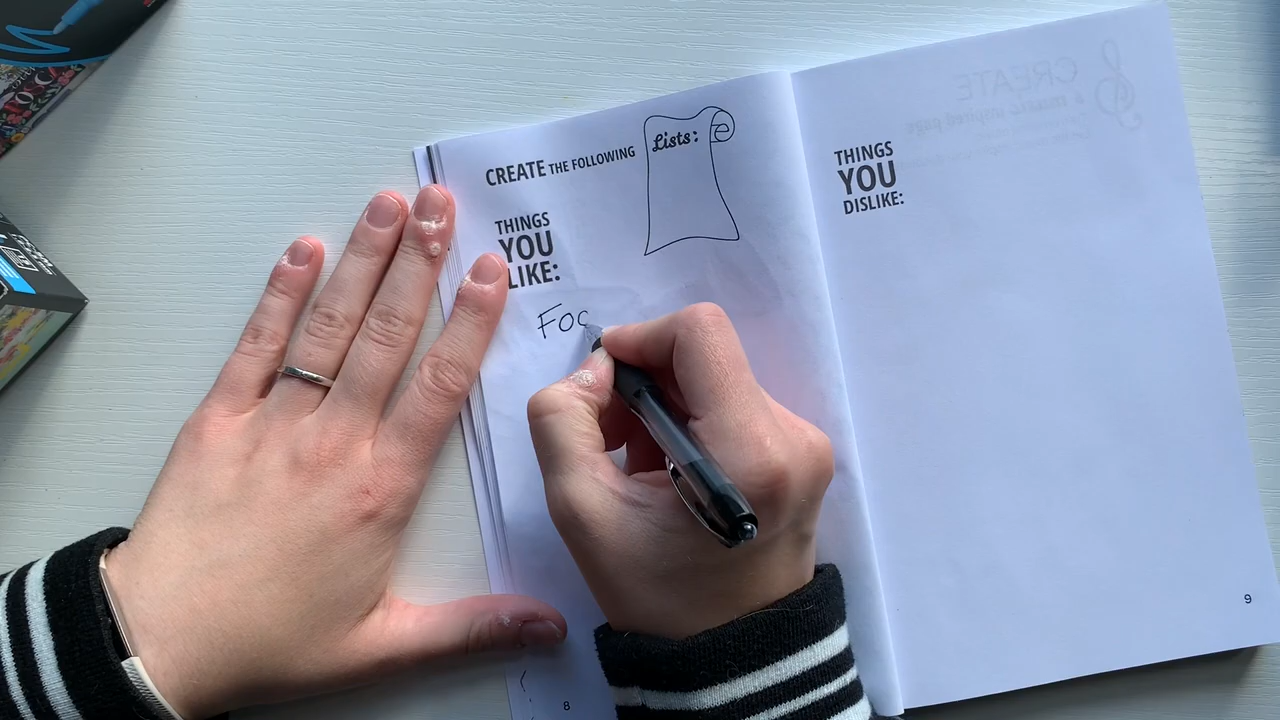 CREATE THE FOLLOWING
Lists:
THINGS
YOU
LIKE:
Foo
8
THINGS
YOU
DISLIKE:
9